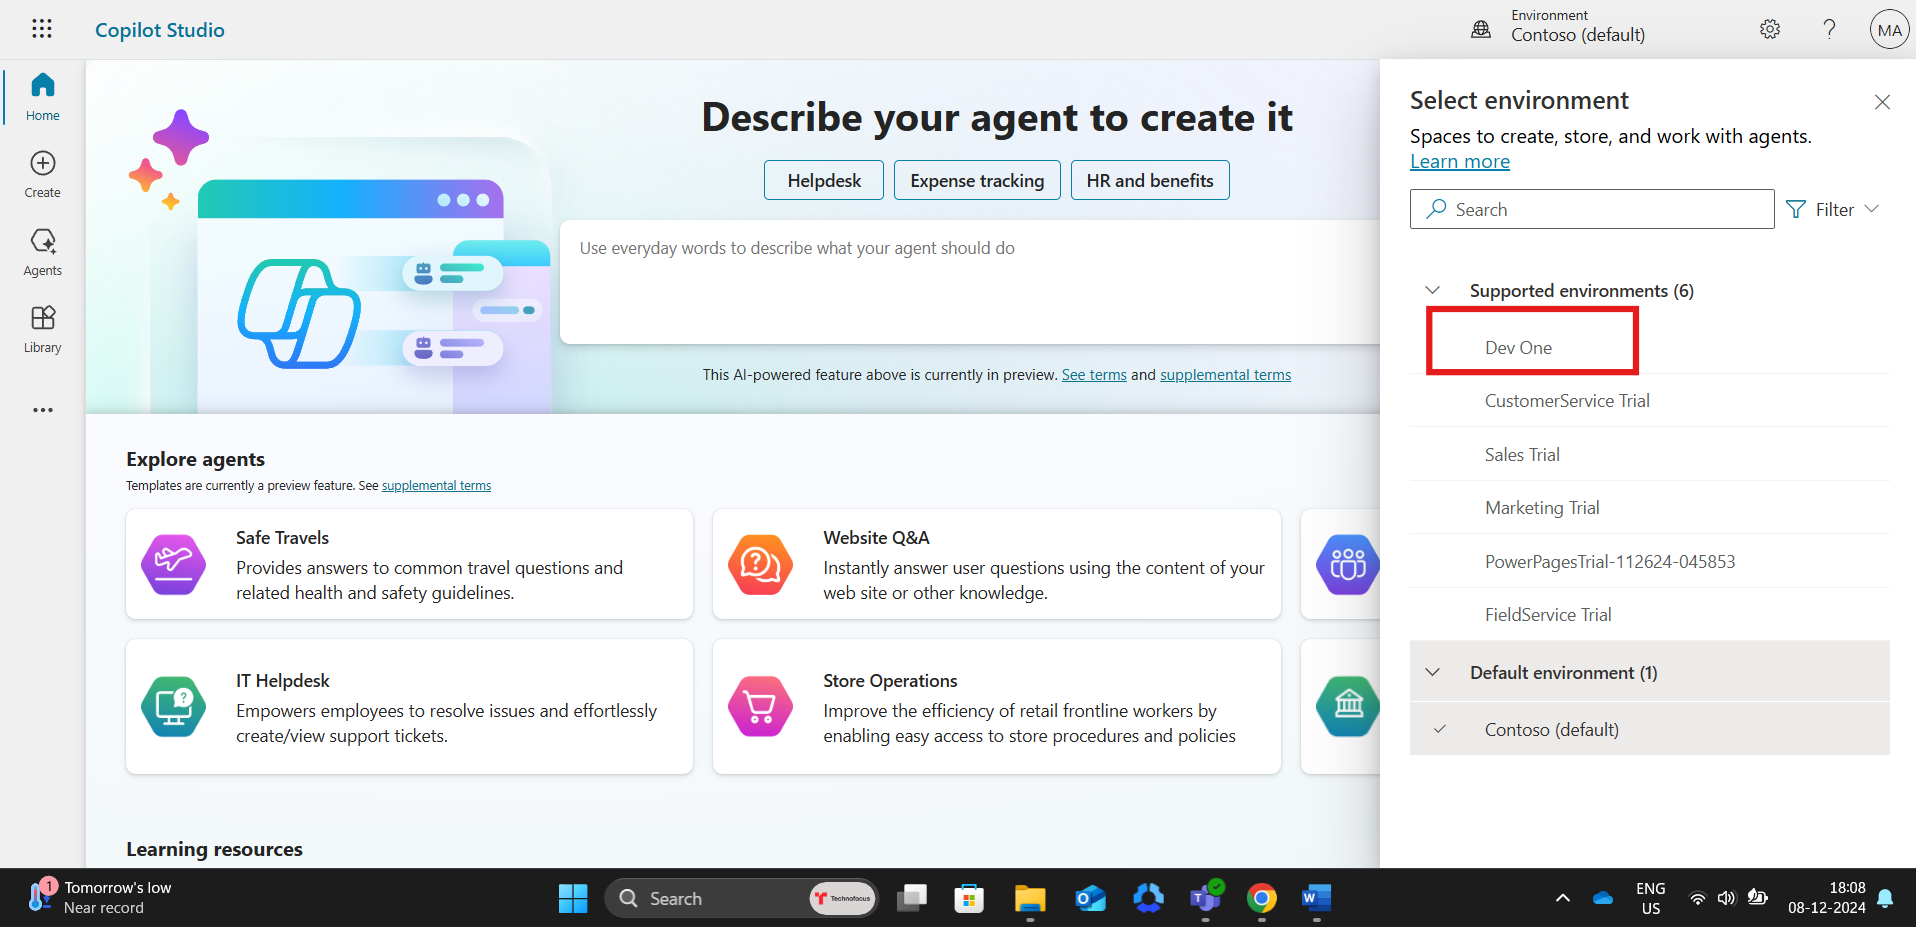 Copilot Studio
Environment
Contoso (default)
MA
Home
Create
Agents
Library
Describe your agent to create it
Helpdesk
Expense tracking
HR and benefits
Use everyday words to describe what your agent should do
This AI-powered feature above is currently in preview. See terms and supplemental terms
Explore agents
Templates are currently a preview feature. See supplemental terms
Safe Travels
Provides answers to common travel questions and
related health and safety guidelines.
Website Q&A
Instantly answer user questions using the content of your
web site or other knowledge.
IT Helpdesk
Empowers employees to resolve issues and effortlessly
create/view support tickets.
Store Operations
Improve the efficiency of retail frontline workers by
enabling easy access to store procedures and policies
Learning resources
Select environment
Spaces to create, store, and work with agents.
Learn more
Search
Filter
Supported environments (6)
Dev One
CustomerService Trial
Sales Trial
Marketing Trial
PowerPagesTrial-112624-045853
FieldService Trial
Default environment (1)
Contoso (default)
1
Tomorrow's low
Near record
Search
Technofocus
ENG
US
18:08
08-12-2024